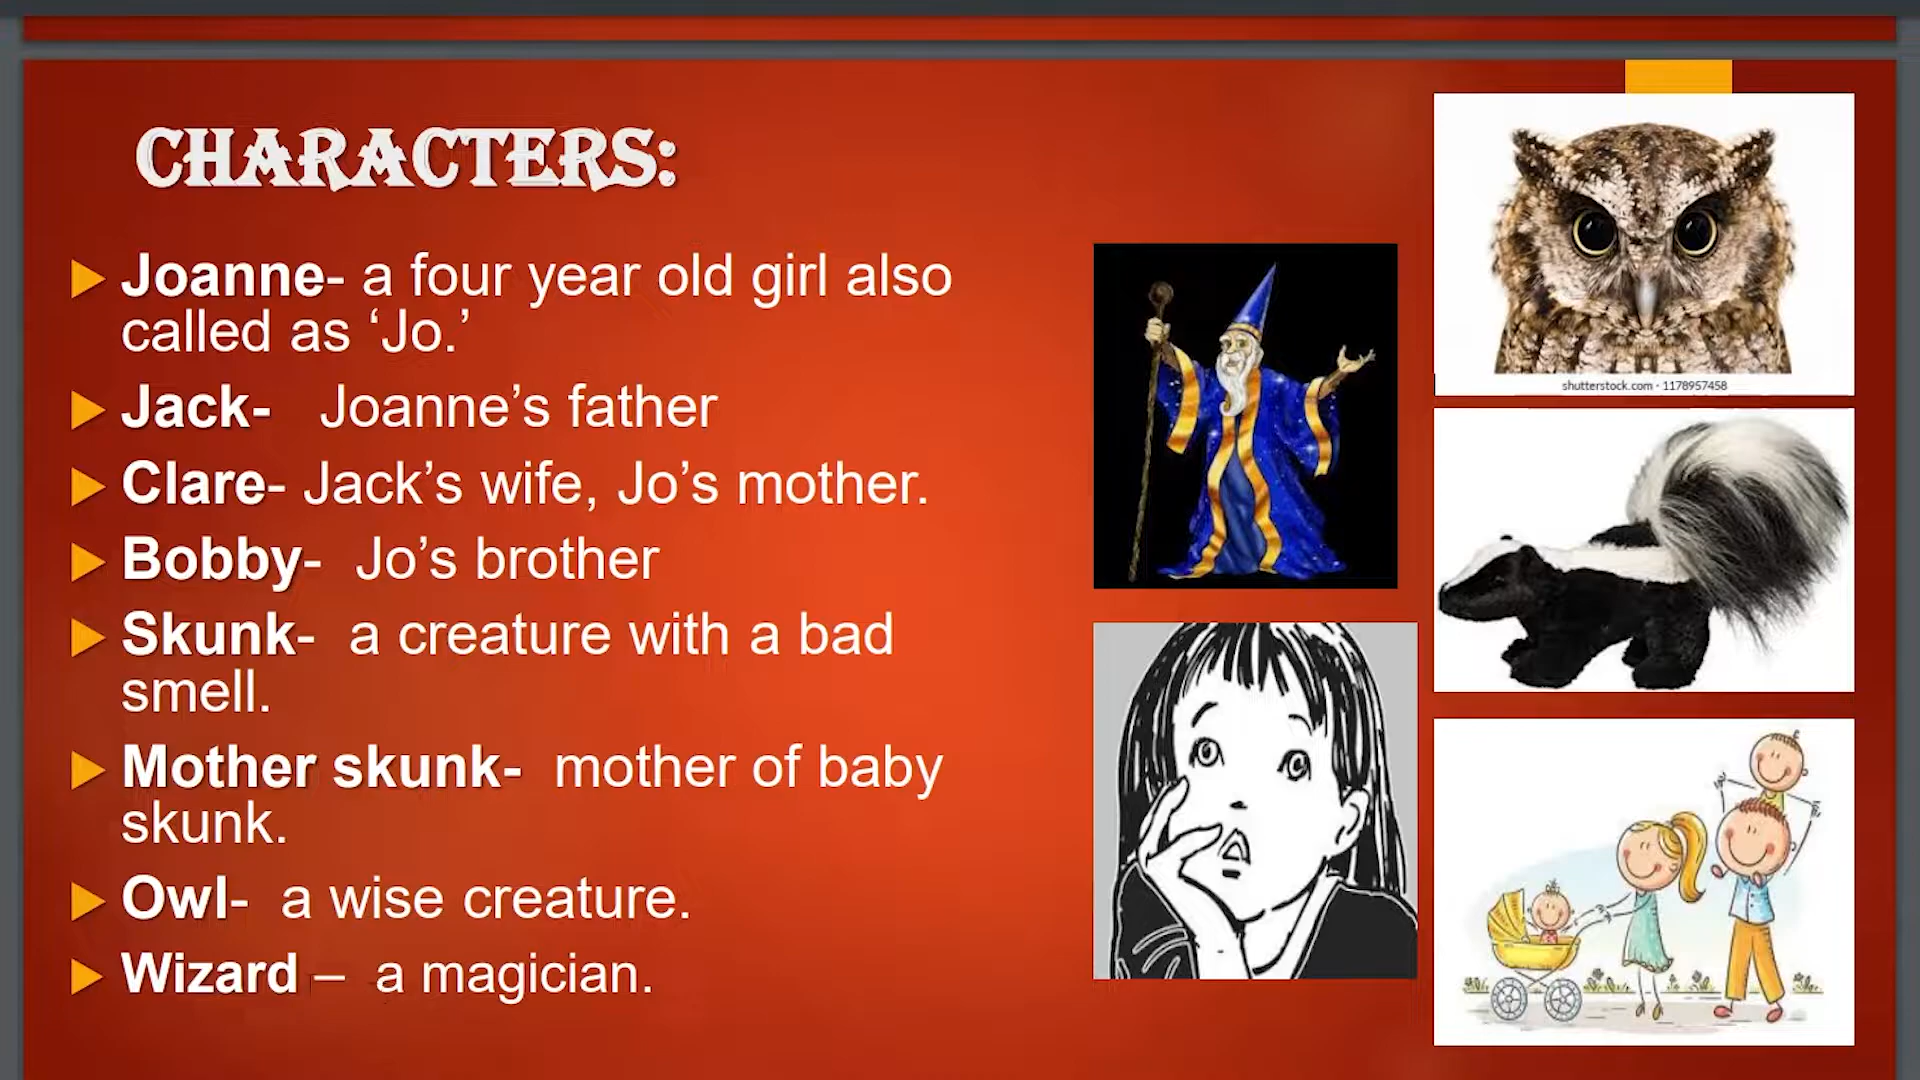 CHARACTERS:
Joanne- a four year old girl also
called as ‘Jo.’
Jack- Joanne’s father
Clare- Jack’s wife, Jo’s mother.
Bobby- Jo’s brother
Skunk- a creature with a bad
smell.
Mother skunk- mother of baby
skunk.
Owl- a wise creature.
Wizard – a magician.
shutterstock.com · 1178957458